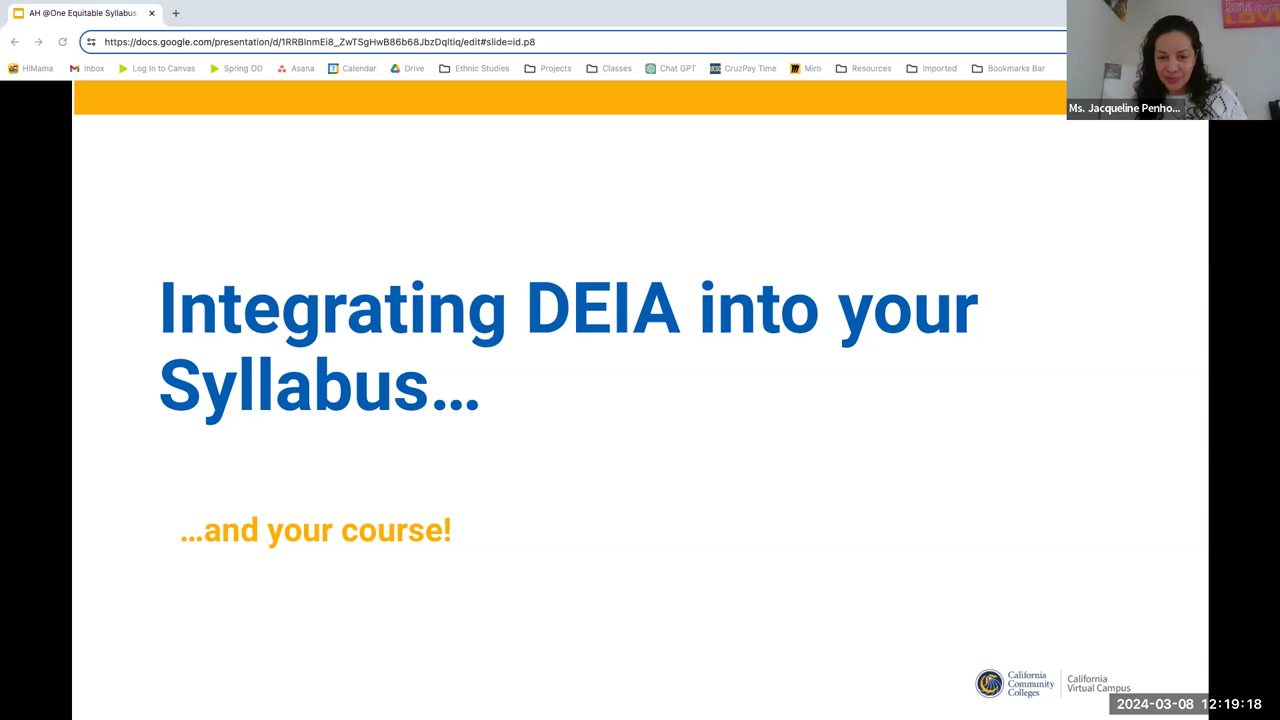 AH @One Equitable Syllabus
https://docs.google.com/presentation/d/1RRBInmEi8_ZwTSgHwB86b68JbzDqltiq/edit#slide=id.p8
HiMama Inbox Log In to Canvas Spring OD Asana Calendar Drive Ethnic Studies Projects Classes Chat GPT CruzPay Time Miro Resources Imported Bookmarks Bar
LOVE
Ms. Jacqueline Penho...
Integrating DEIA into your
Syllabus…
…and your course!
California
Community
Colleges
California
Virtual Campus
2024-03-08 12:19:18